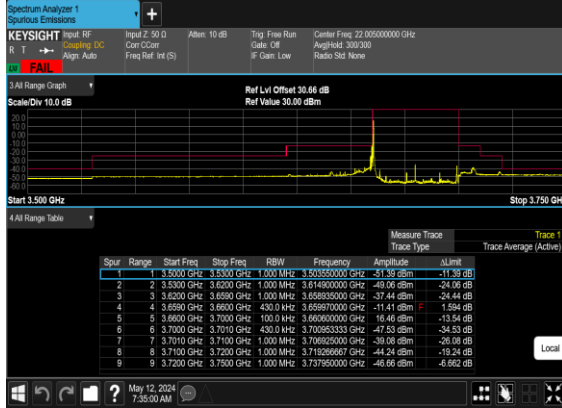 Spectrum Analyzer 1
Spurious Emissions
KEYSIGHT
R T
LXI
FAIL
Input: RF
Coupling: DC
Align: Auto
Input Z: 50 Ω
Corr CCorr
Freq Ref: Int (S)
Atten: 10 dB
Trig: Free Run
Gate: Off
IF Gain: Low
Center Freq: 22.005000000 GHz
Avg|Hold: 300/300
Radio Std: None
3 All Range Graph
Scale/Div 10.0 dB
Ref Lvl Offset 30.66 dB
Ref Value 30.00 dBm
20.0
10.0
0.00
-10.0
-20.0
-30.0
-40.0
-50.0
-60.0
Start 3.500 GHz
Stop 3.750 GH
4 All Range Table
Measure Trace Trace 1
Trace Type Trace Average (Active)
Spur Range Start Freq Stop Freq RBW Frequency Amplitude ΔLimit
1 1 3.5000 GHz 3.5300 GHz 1.000 MHz 3.503550000 GHz -51.39 dBm -11.39 dB
2 2 3.5300 GHz 3.6200 GHz 1.000 MHz 3.614900000 GHz -49.06 dBm -24.06 dB
3 3 3.6200 GHz 3.6590 GHz 1.000 MHz 3.658935000 GHz -37.44 dBm -24.44 dB
4 4 3.6590 GHz 3.6600 GHz 430.0 kHz 3.659970000 GHz -11.41 dBm F 1.594 dB
5 5 3.6600 GHz 3.7000 GHz 100.0 kHz 3.660600000 GHz 16.46 dBm -13.54 dB
6 6 3.7000 GHz 3.7010 GHz 430.0 kHz 3.700953333 GHz -47.53 dBm -34.53 dB
7 7 3.7010 GHz 3.7100 GHz 1.000 MHz 3.706925000 GHz -39.08 dBm -26.08 dB
8 8 3.7100 GHz 3.7200 GHz 1.000 MHz 3.719266667 GHz -44.24 dBm -19.24 dB
9 9 3.7200 GHz 3.7500 GHz 1.000 MHz 3.737950000 GHz -46.66 dBm -6.662 dB
Local
?
May 12, 2024
7:35:00 AM